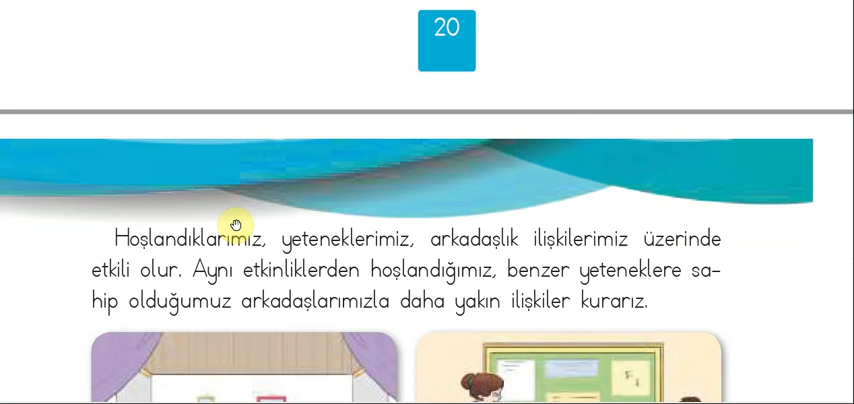 20
Hoşlandıklarımız, yeteneklerimiz, arkadaşlık ilişkilerimiz üzerinde
etkili olur. Aynı etkinliklerden hoşlandığımız, benzer yeteneklere sa-
hip olduğumuz arkadaşlarımızla daha yakın ilişkiler kurarız.